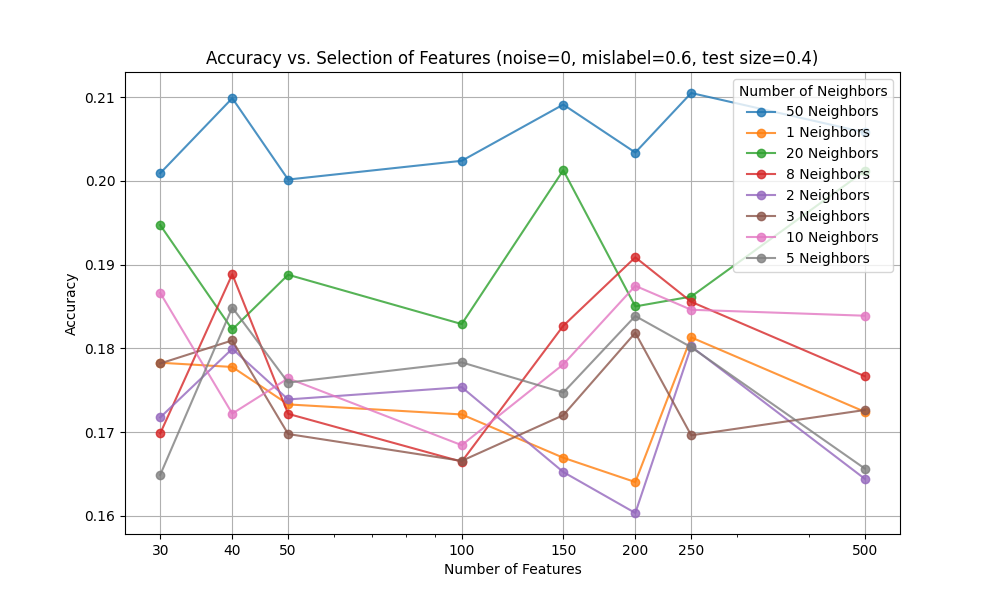 Accuracy vs. Selection of Features (noise=0, mislabel=0.6, test size=0.4)
Number of Neighbors
50 Neighbors
1 Neighbors
20 Neighbors
8 Neighbors
2 Neighbors
3 Neighbors
10 Neighbors
5 Neighbors
0.21
0.20
0.19
0.18
0.17
0.16
Accuracy
30 40 50 100 150 200 250 500
Number of Features